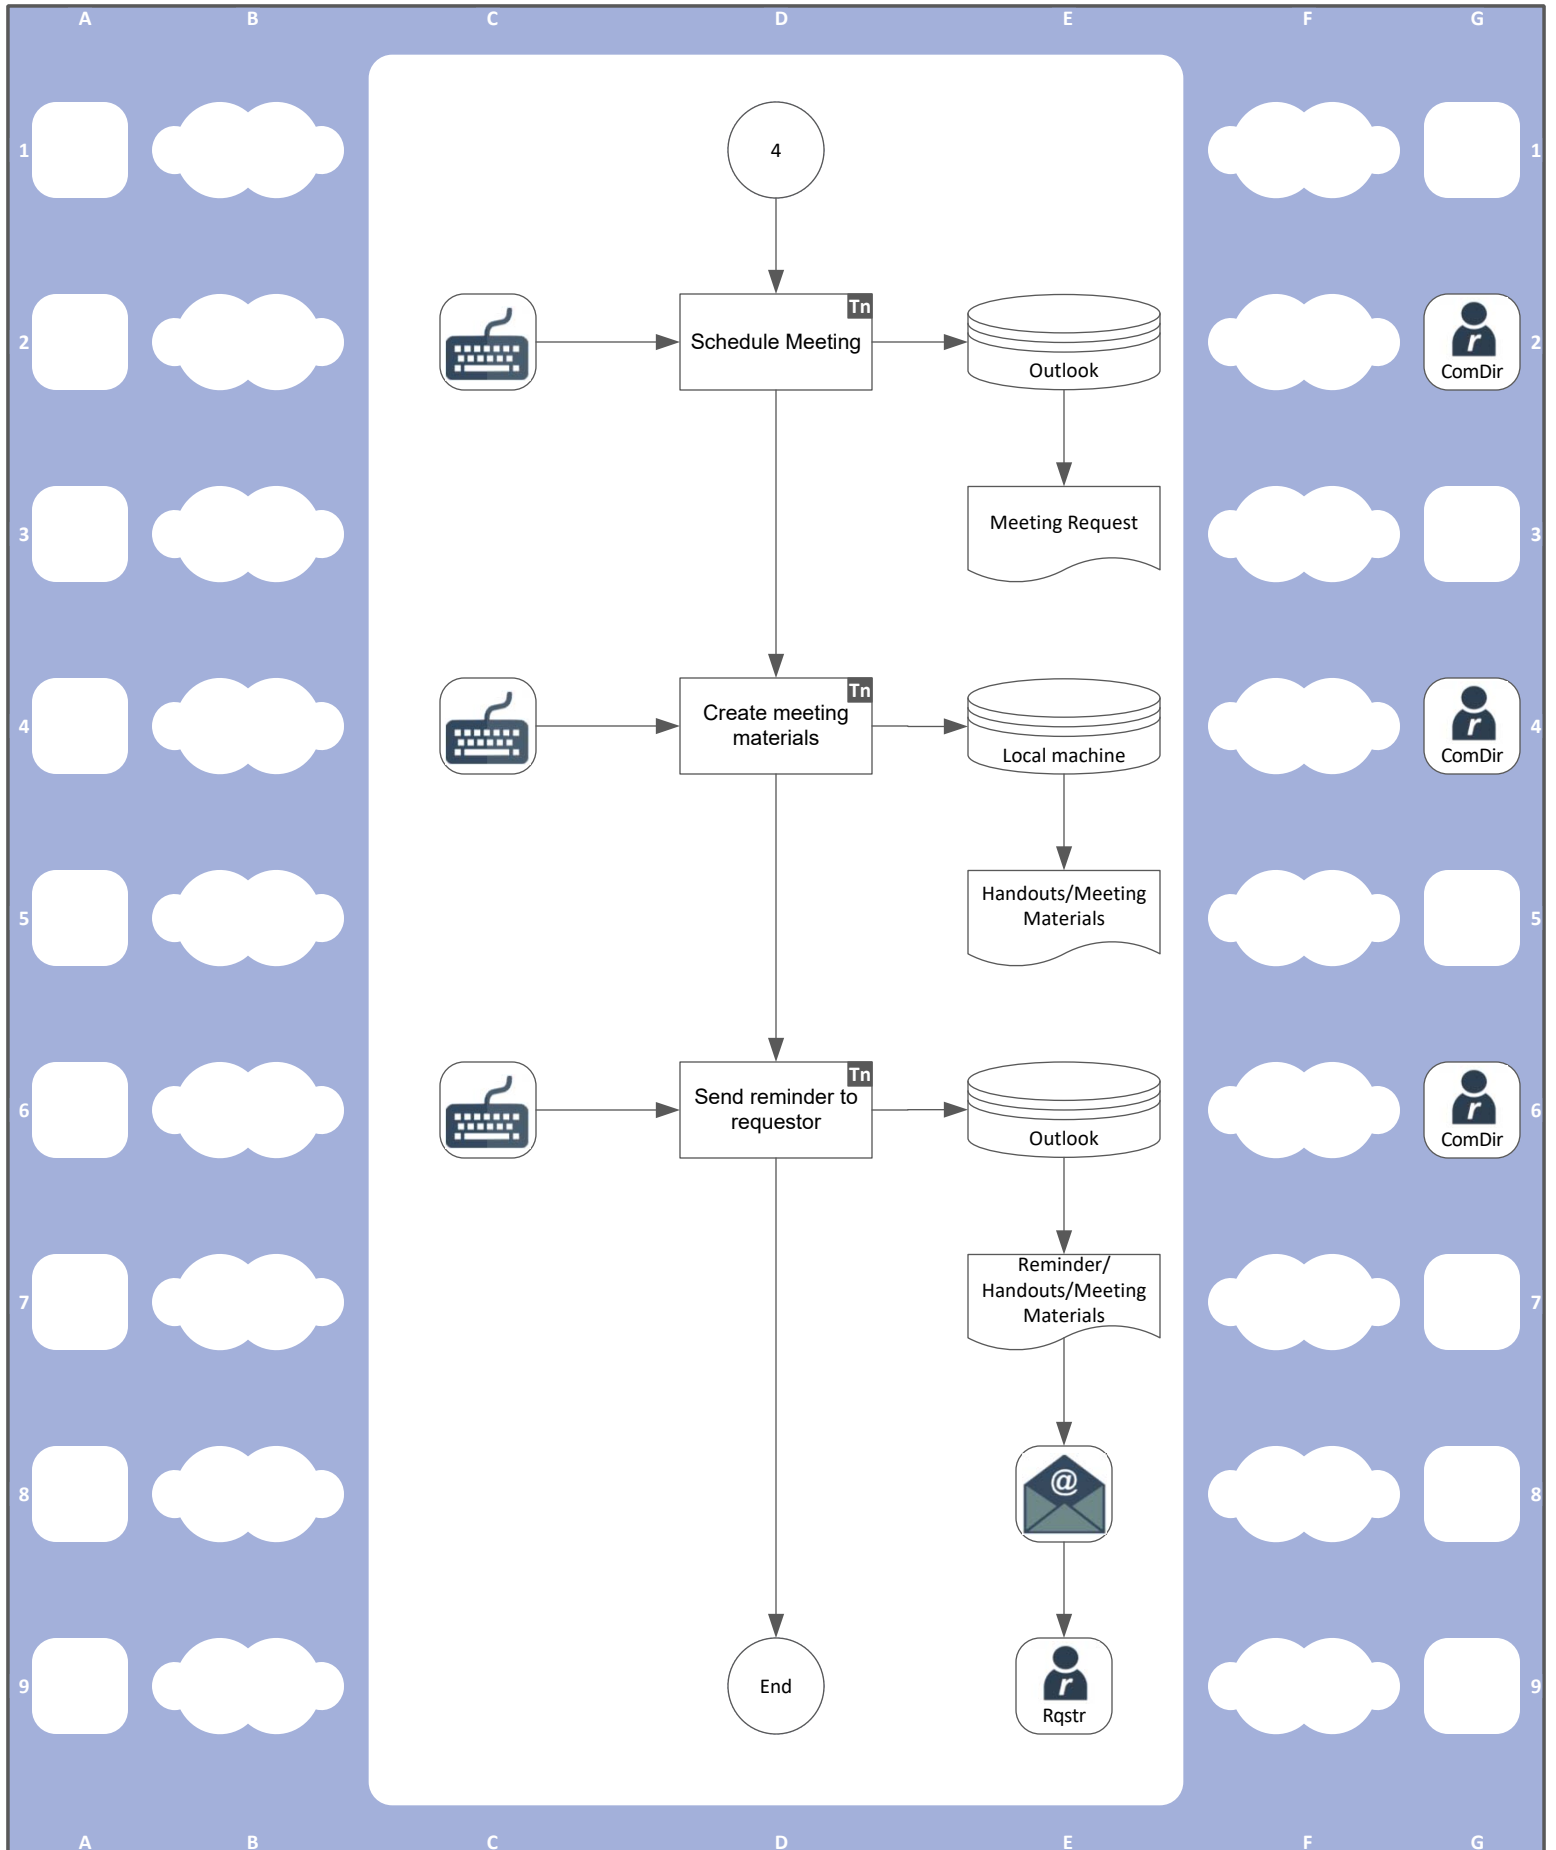 A B C D E F G
1 4 1
Tn
2 Schedule Meeting Outlook r ComDir 2
3 Meeting Request 3
Tn
4 Create meeting
materials
Local machine
r
ComDir 4
5 Handouts/Meeting
Materials 5
Tn
6 Send reminder to
requestor
Outlook
r
ComDir 6
7 Reminder/
Handouts/Meeting
Materials 7
8 @ 8
9 End r Rqstr 9
A B C D E F G